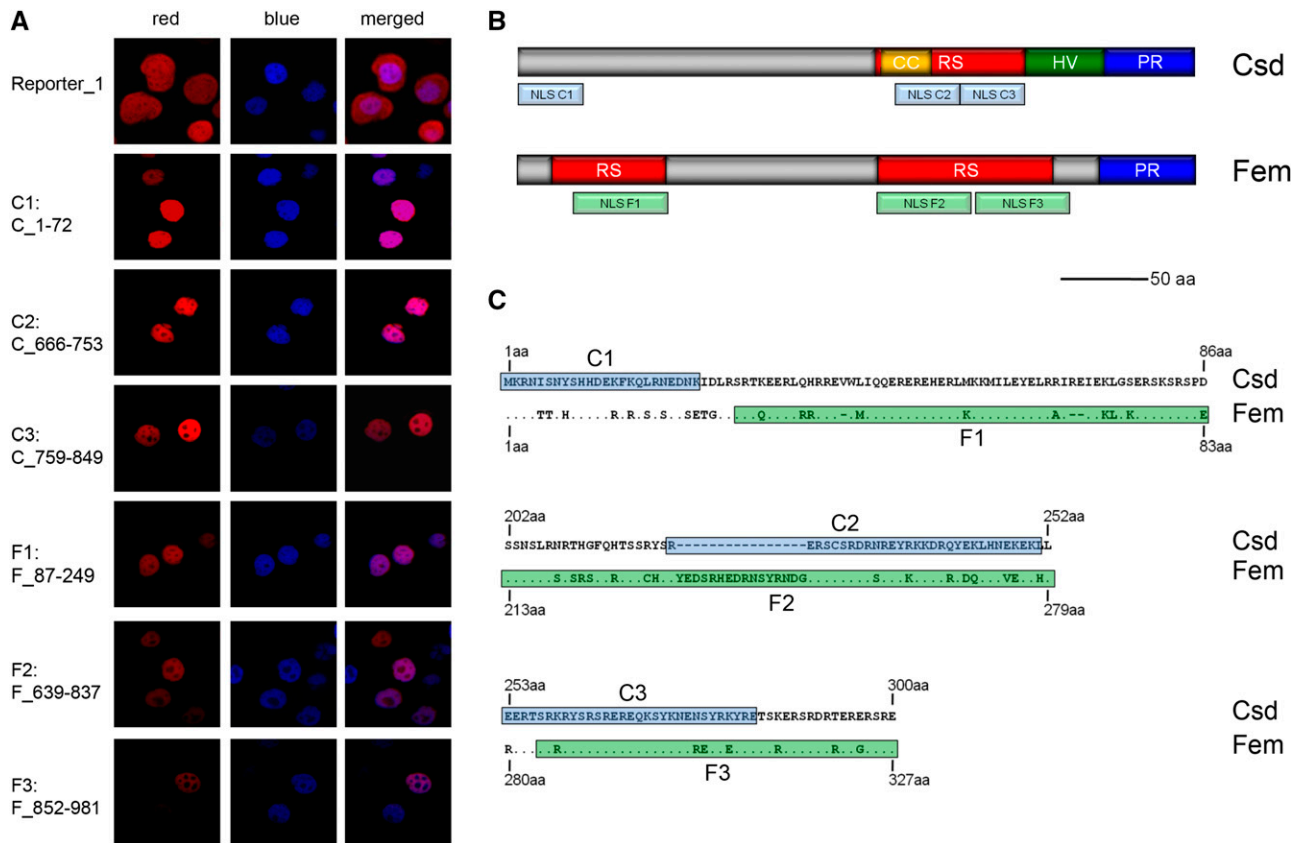 A
red blue merged
Reporter_1
C1:
C_1-72
C2:
C_666-753
C3:
C_759-849
F1:
F_87-249
F2:
F_639-837
F3:
F_852-981
B
CC RS HV PR Csd
NLS C1 NLS C2 NLS C3
RS RS PR Fem
NLS F1 NLS F2 NLS F3
50 aa
C
1aa C1 86aa
MKRNISNYSHHDEKFKQLRNEDNKIDLRSRTKEERLQHRREVWLIQQEREREHERLMKKMILEYELRRIREIEKLGSERSKSRSPD Csd
....TT.H.....R.R.S.S..SETG....Q....RR...-.M............K..........A.--..KL.K........E Fem
1aa F1 83aa
202aa C2 252aa
SSNSLRNRTHGFQHTSSRYSR----------------ERSCSRDRNREYRKKDRQYEKLHNEKEKLL Csd
......S.SRS..R...CH..YEDSRHEDRNSYRNDG........S...K....R.DQ...VE..H. Fem
213aa F2 279aa
253aa C3 300aa
EERTSRKRYSRSREREQKSYKNENSYRKYRETSKERSRDRTERERSRE Csd
R.....R................RE..E.....R......R..G.... Fem
280aa F3 327aa